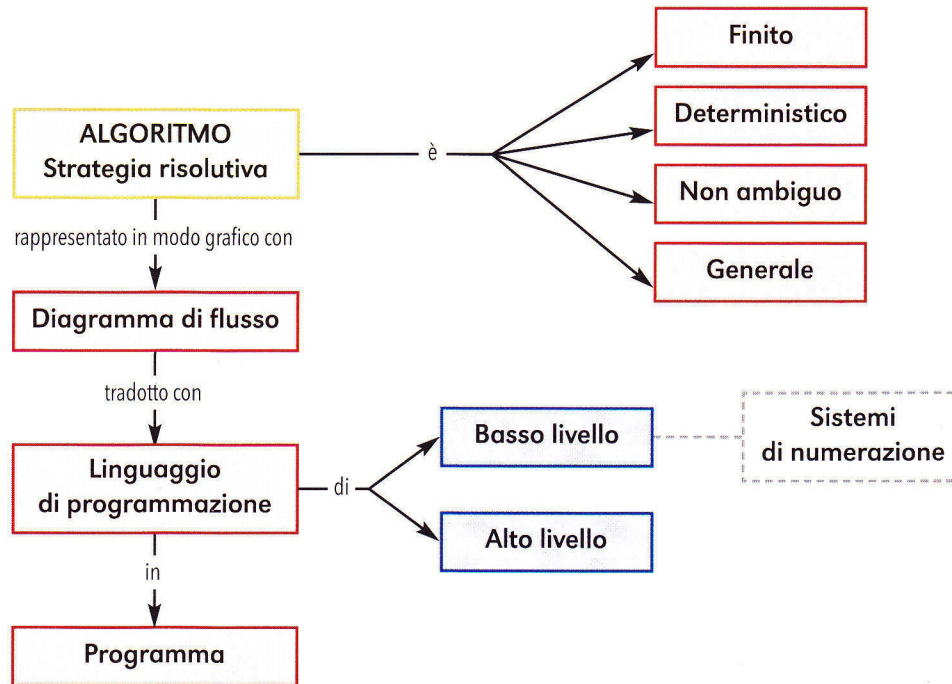 ALGORITMO
Strategia risolutiva
è
Finito
Deterministico
Non ambiguo
Generale
rappresentato in modo grafico con
Diagramma di flusso
tradotto con
Linguaggio
di programmazione
di
Basso livello
Alto livello
Sistemi
di numerazione
in
Programma